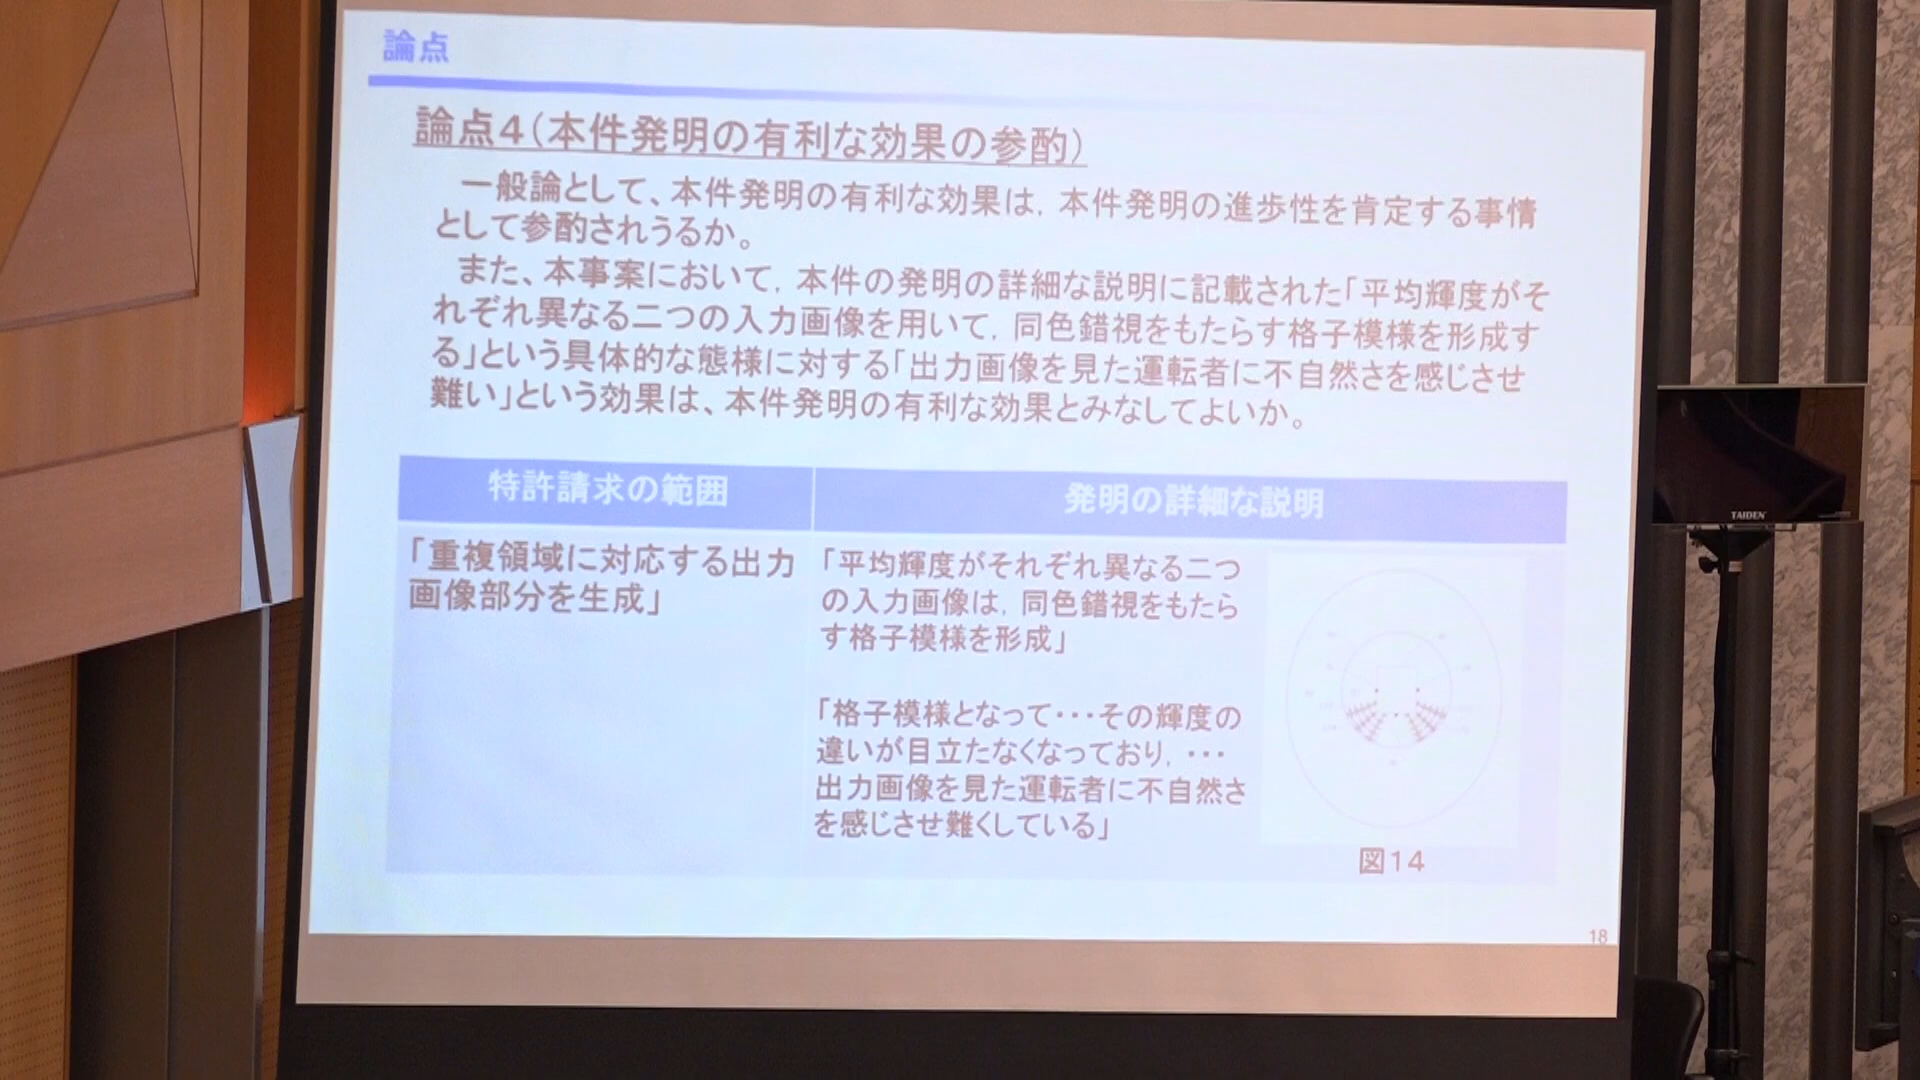 論点
論点４（本件発明の有利な効果の参酌）
一般論として、本件発明の有利な効果は，本件発明の進歩性を肯定する事情
として参酌されうるか。
また、本事案において，本件の発明の詳細な説明に記載された「平均輝度がそ
れぞれ異なる二つの入力画像を用いて，同色錯視をもたらす格子模様を形成す
る」という具体的な態様に対する「出力画像を見た運転者に不自然さを感じさせ
難い」という効果は、本件発明の有利な効果とみなしてよいか。
特許請求の範囲
発明の詳細な説明
「重複領域に対応する出力
画像部分を生成」
「平均輝度がそれぞれ異なる二つ
の入力画像は，同色錯視をもたら
す格子模様を形成」
「格子模様となって・・・その輝度の
違いが目立たなくなっており，・・・
出力画像を見た運転者に不自然さ
を感じさせ難くしている」
図１４
18
TAIDEN